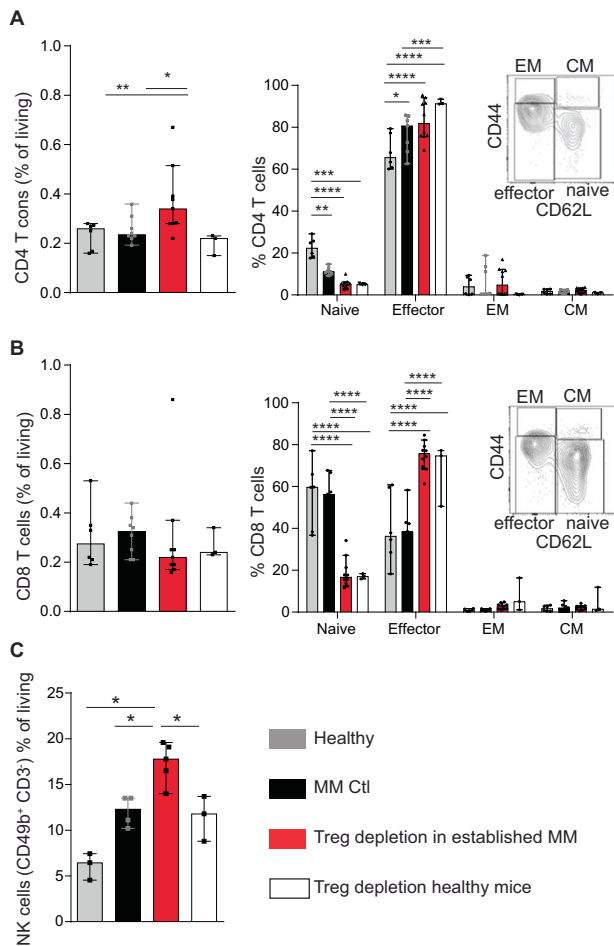 A
CD4 T cons (% of living)
1.0
0.8
0.6
0.4
0.2
0.0
**
*
% CD4 T cells
100
80
60
40
20
0
***
****
**
***
****
****
*
Naive
Effector
EM
CM
EM CM
CD44
effector naive
CD62L
B
CD8 T cells (% of living)
1.0
0.8
0.6
0.4
0.2
0.0
% CD8 T cells
100
80
60
40
20
0
****
****
****
****
****
****
****
****
Naive
Effector
EM
CM
EM CM
CD44
effector naive
CD62L
C
NK cells (CD49b+ CD3-) % of living
25
20
15
10
5
0
*
*
*
Healthy
MM Ctl
Treg depletion in established MM
Treg depletion healthy mice